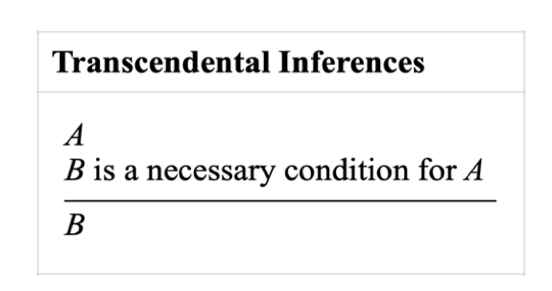 Transcendental Inferences
A
B is a necessary condition for A
B